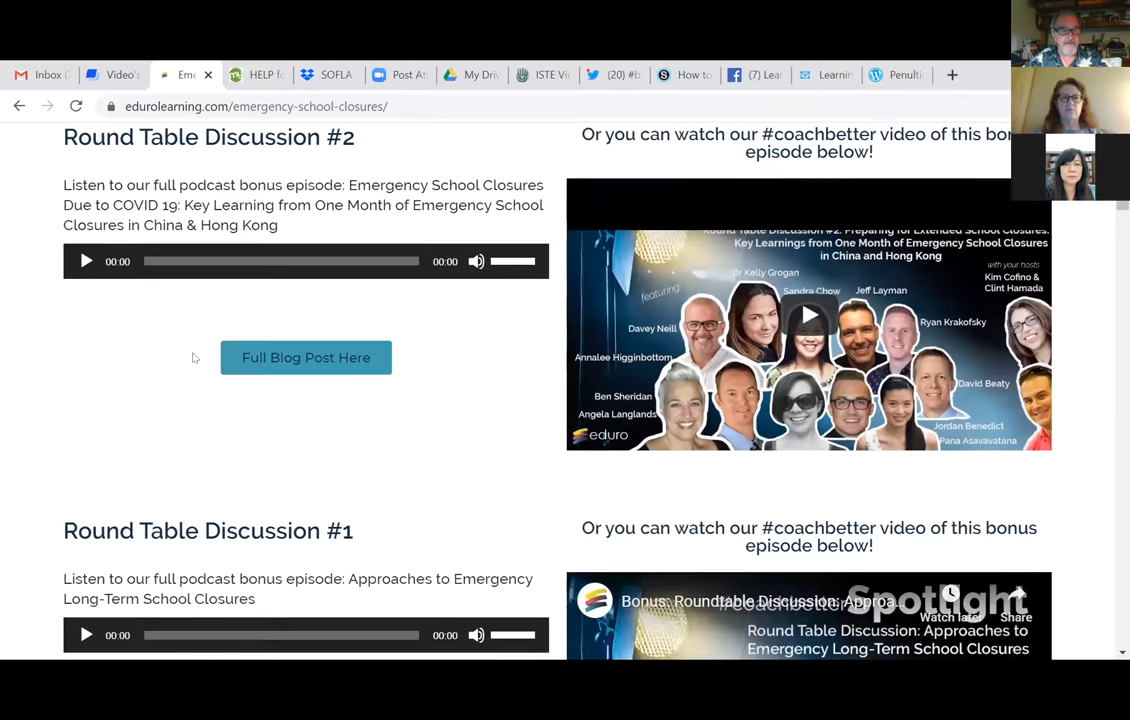 Inbox (2
Video's
Eme
HELP fo
SOFLA
Post At
My Driv
ISTE Vi
(20) #b
How to
(7) Lea
Learnin
Penulti
edurolearning.com/emergency-school-closures/
Round Table Discussion #2
Listen to our full podcast bonus episode: Emergency School Closures
Due to COVID 19: Key Learning from One Month of Emergency School
Closures in China & Hong Kong
00:00
00:00
Full Blog Post Here
Or you can watch our #coachbetter video of this bon
episode below!
Round Table Discussion #2: Preparing for Extended School Closures:
Key Learnings from One Month of Emergency School Closures
in China and Hong Kong
with your hosts
Kim Cofino &
Clint Hamada
featuring
Dr Kelly Grogan
Sandra Chow
Jeff Layman
Davey Neill
Ryan Krakofsky
Annalee Higginbottom
David Beaty
Ben Sheridan
Angela Langlands
Jordan Benedict
Pana Asavavatana
eduro
Round Table Discussion #1
Listen to our full podcast bonus episode: Approaches to Emergency
Long-Term School Closures
00:00
00:00
Or you can watch our #coachbetter video of this bonus
episode below!
Bonus: Roundtable Discussion: Approa...
#coachbetter
Spotlight
Watch later
Share
Round Table Discussion: Approaches to
Emergency Long-Term School Closures